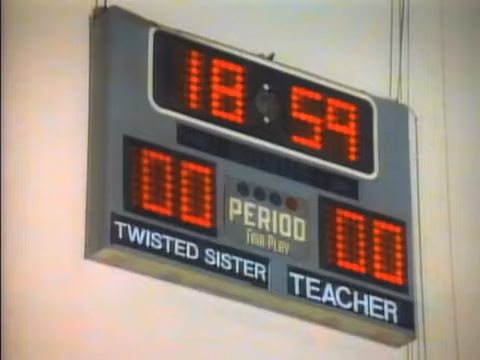 18:59
00
PERIOD
FAIR PLAY
00
TWISTED SISTER
TEACHER